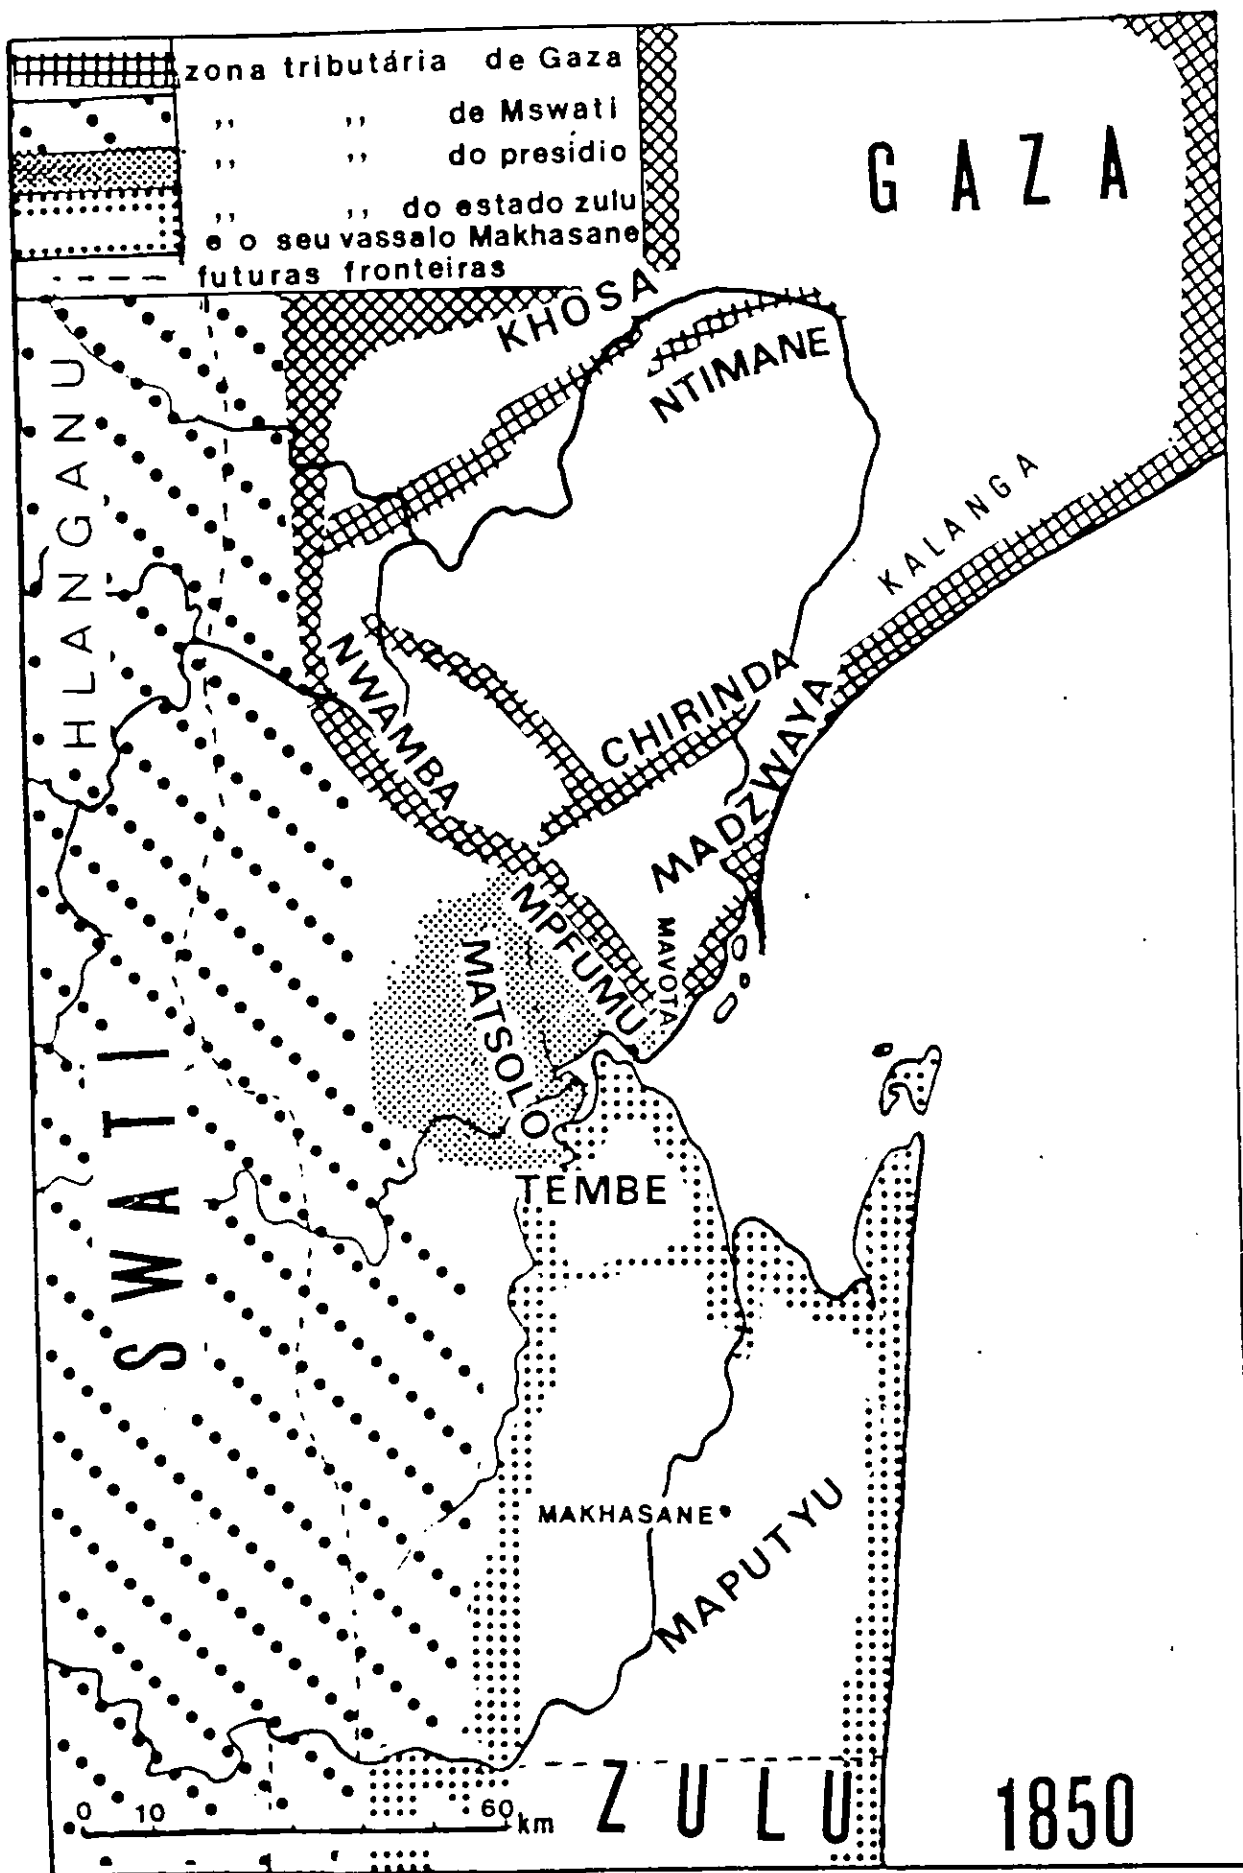 zona tributária de Gaza
,, ,, de Mswati
,, ,, do presídio
,, ,, do estado zulu
e o seu vassalo Makhasane
futuras fronteiras
GAZA
KHOSA
NTIMANE
HLANGANU
KALANGA
NWAMBA
CHIRINDA
MADZWAYA
MPFUMU
MAVOTA
MATSOLO
SWATI
TEMBE
MAKHASANE
MAPUTYU
0 10 60 km
ZULU
1850